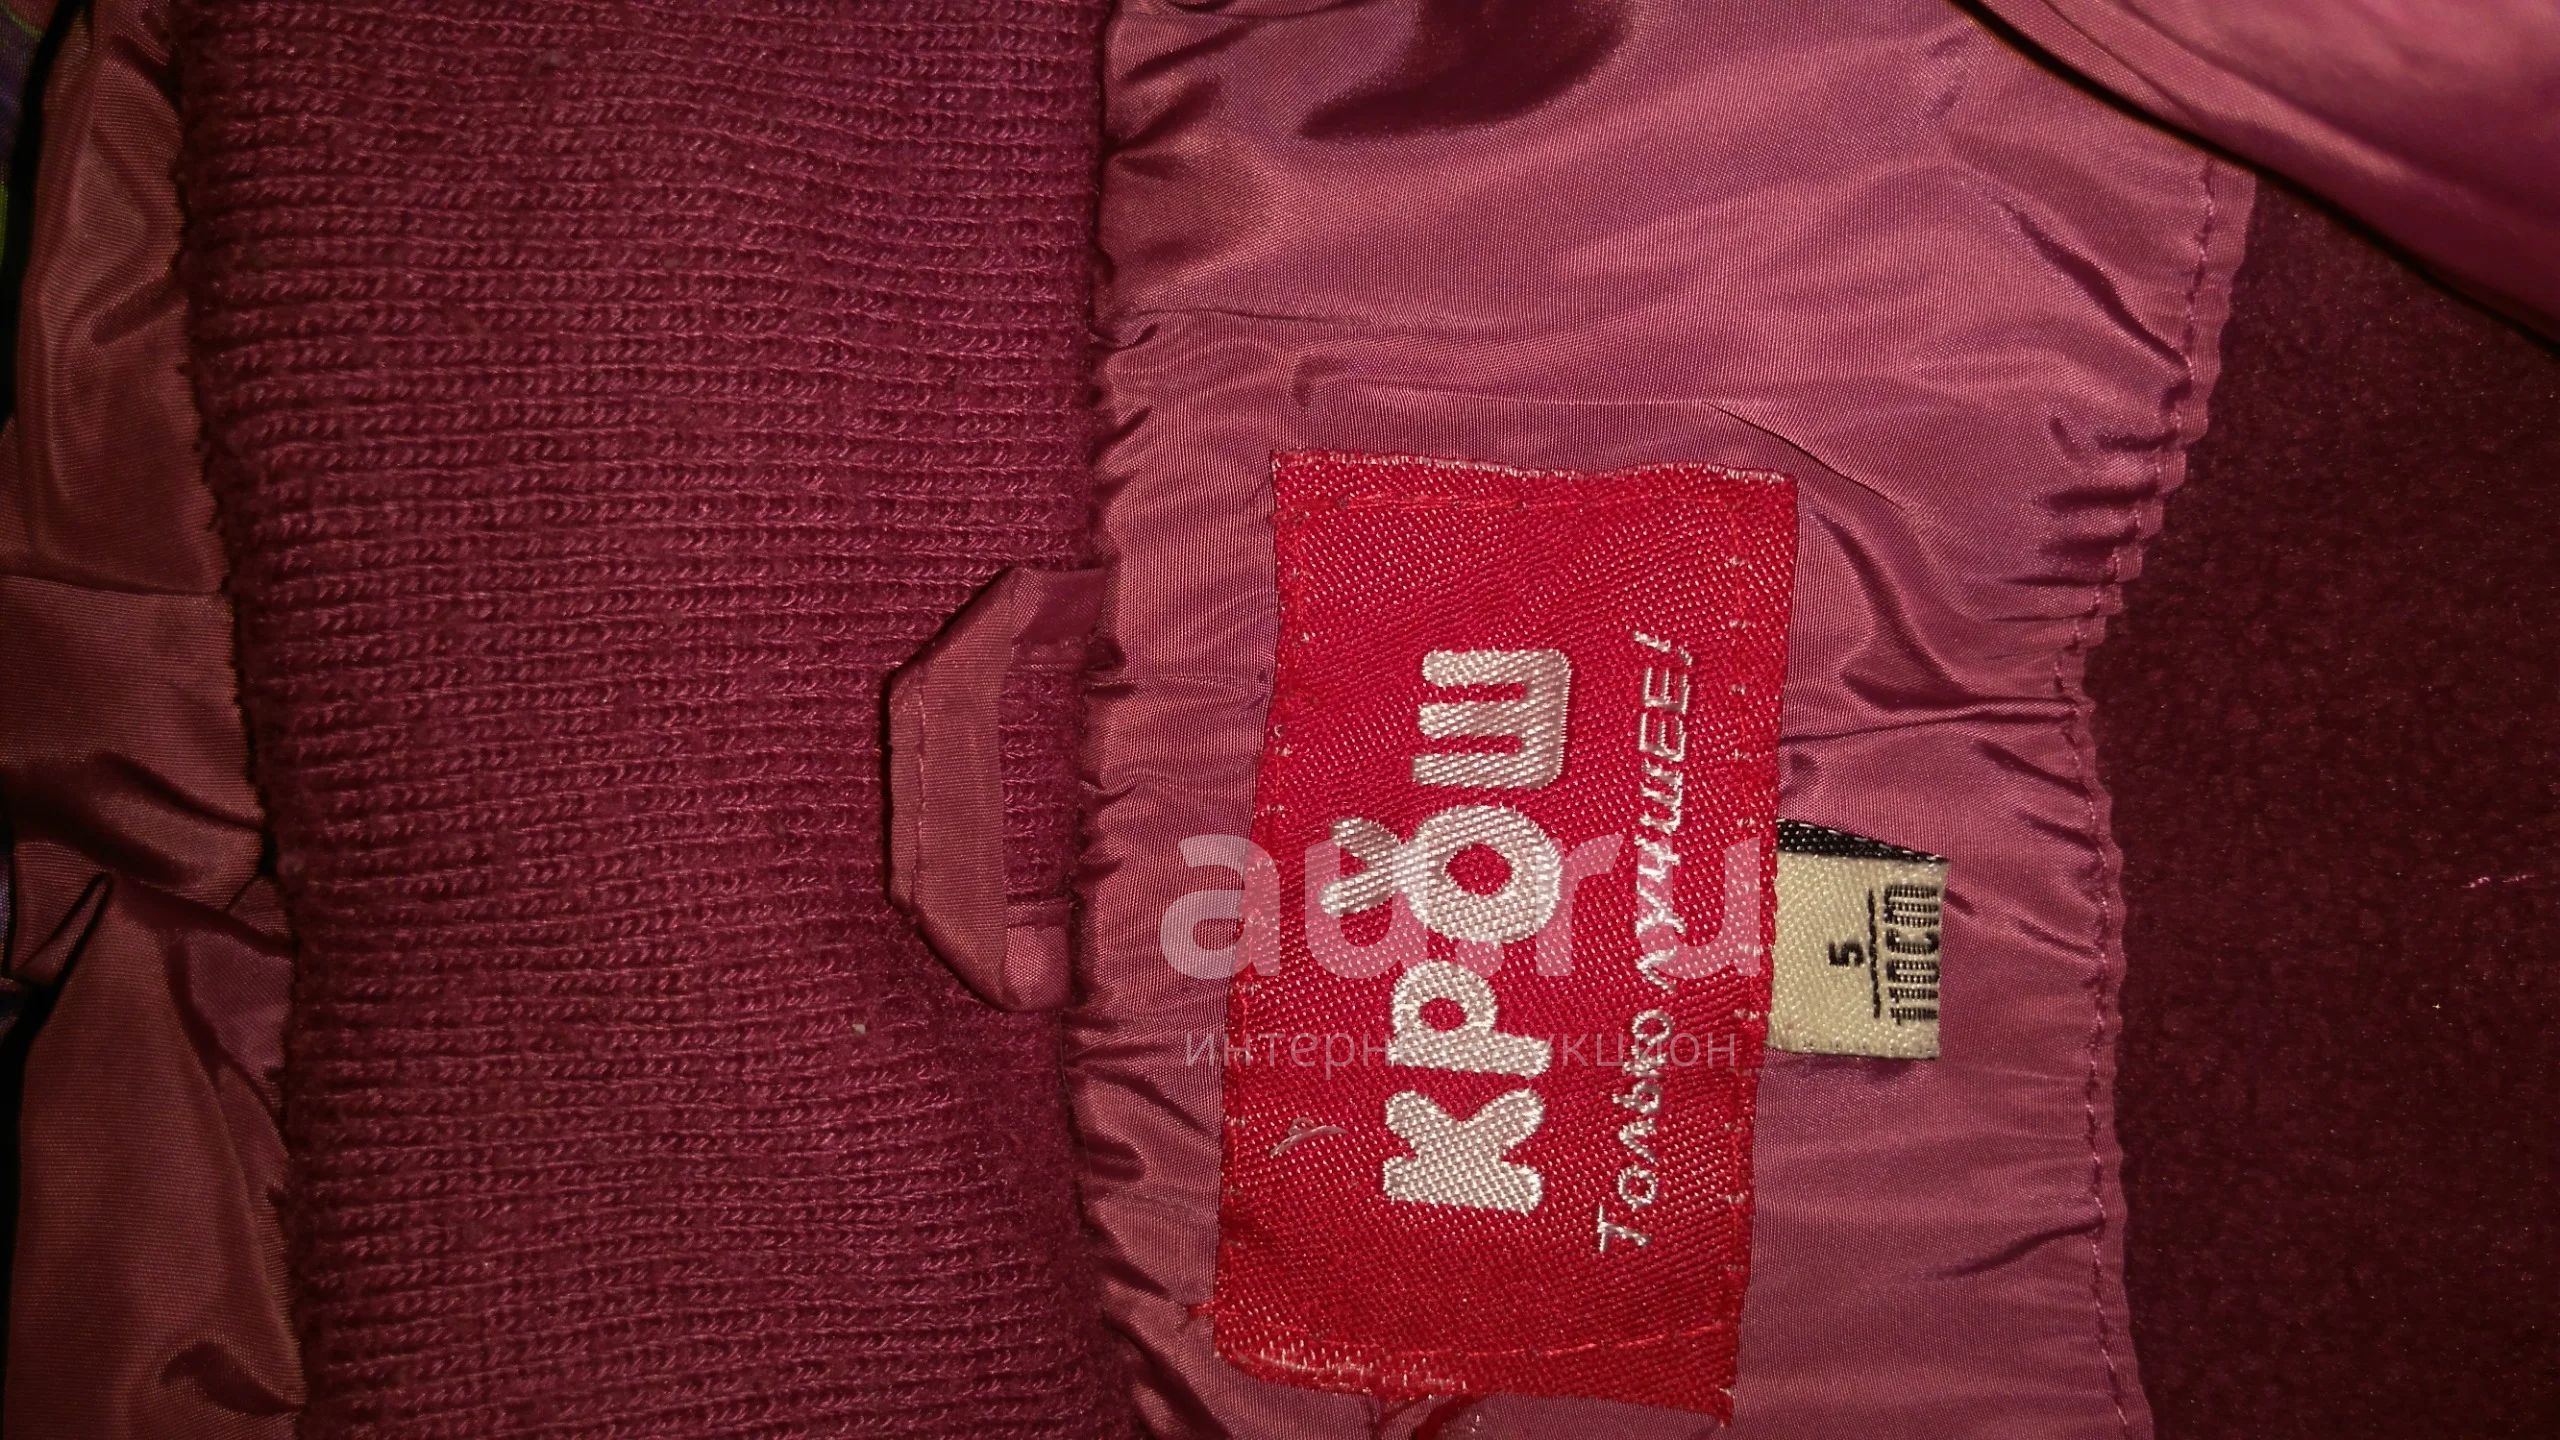 крош
Только лучшее!
5
110cm
au.ru
интернет-аукцион